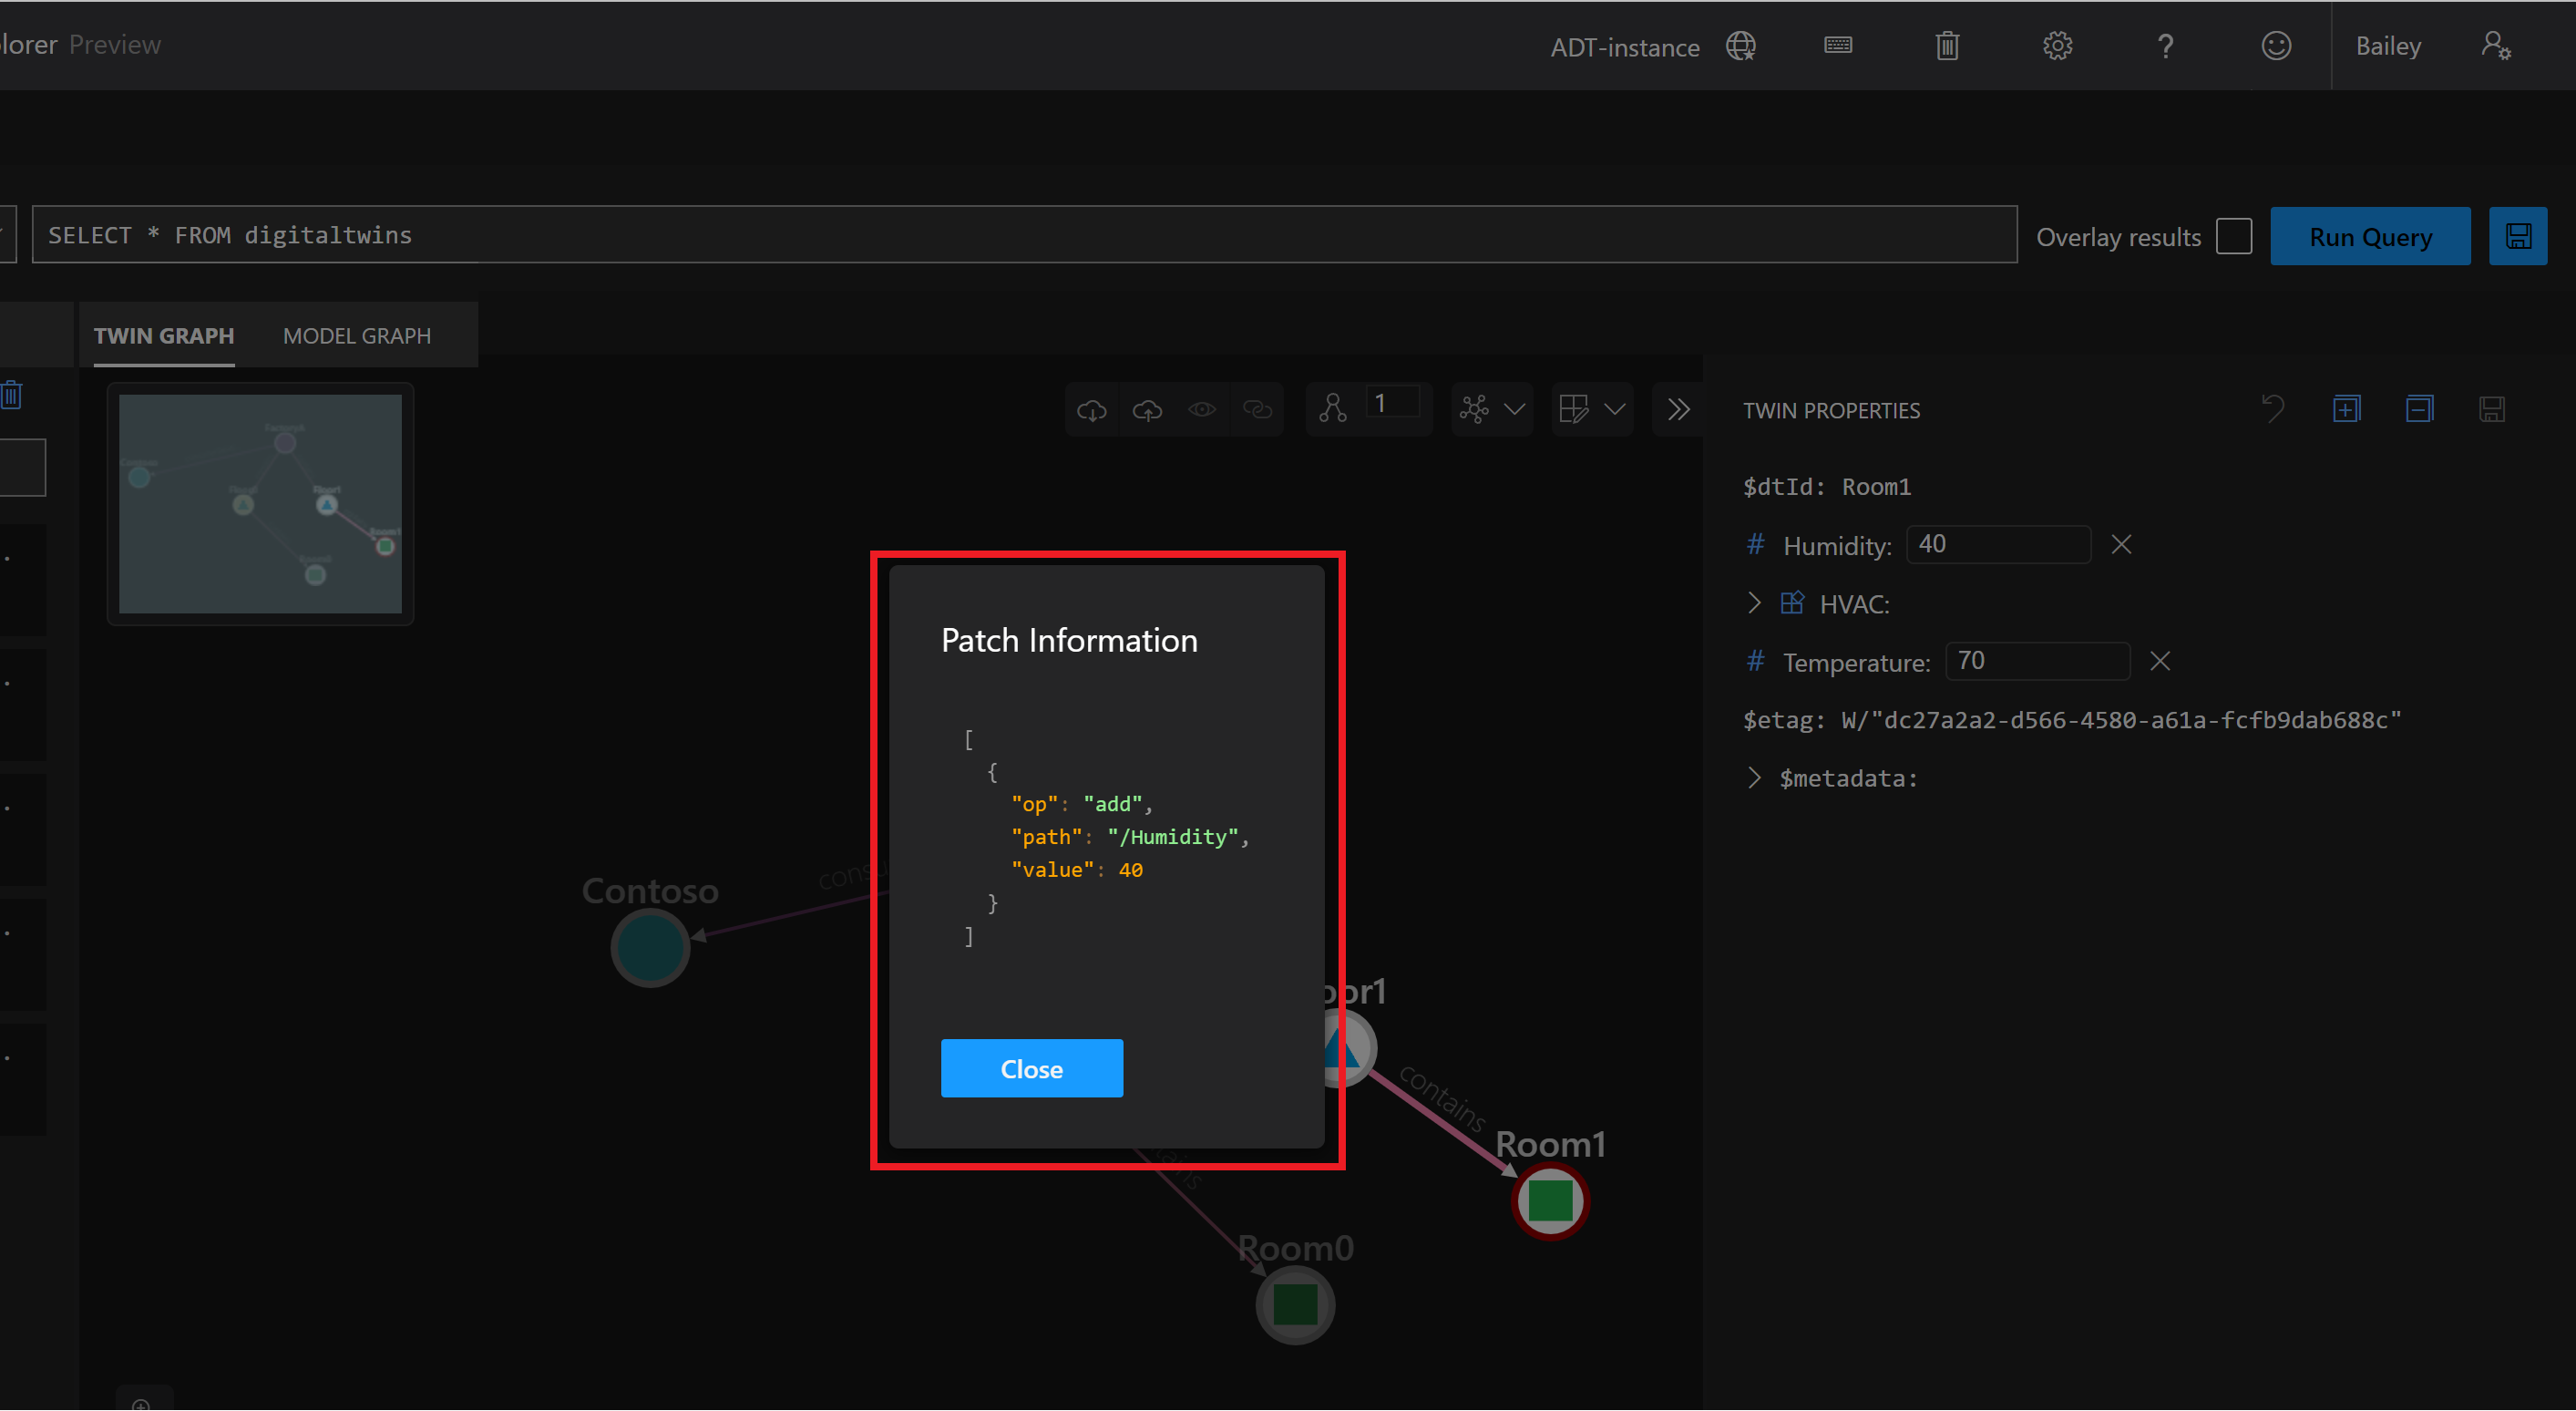 lorer Preview
ADT-instance
?
Bailey
SELECT * FROM digitaltwins
Overlay results
Run Query
TWIN GRAPH
MODEL GRAPH
1
TWIN PROPERTIES
$dtId: Room1
# Humidity: 40
HVAC:
# Temperature: 70
$etag: W/"dc27a2a2-d566-4580-a61a-fcfb9dab688c"
$metadata:
Patch Information
[
{
"op": "add",
"path": "/Humidity",
"value": 40
}
]
Close
Contoso
consu
oor1
contains
Room1
tains
Room0